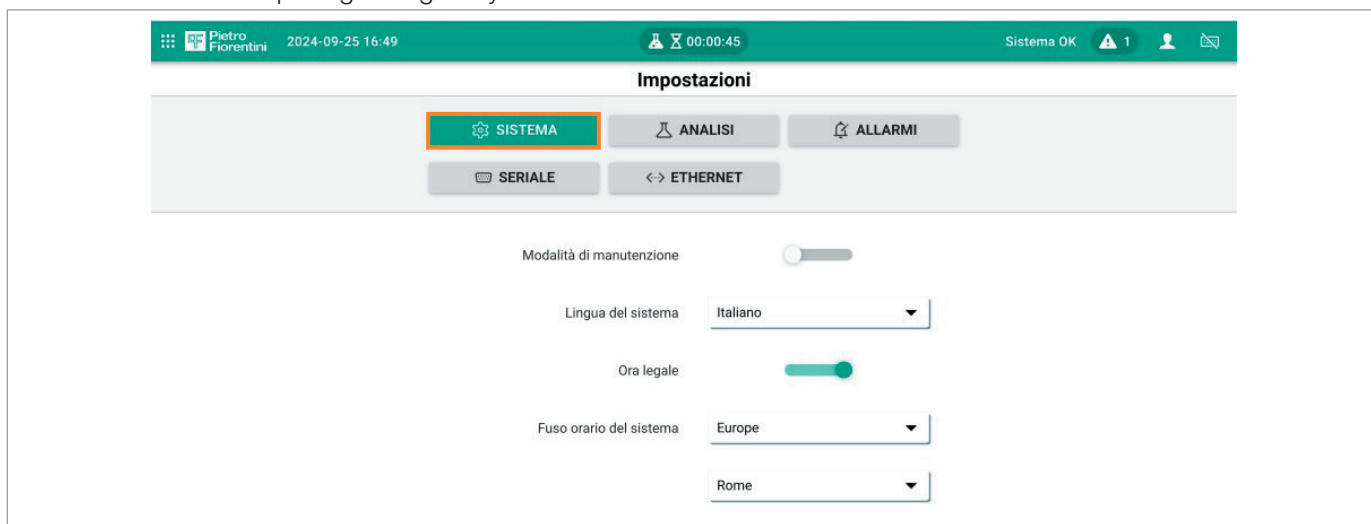 Pietro Fiorentini 2024-09-25 16:49 00:00:45 Sistema OK 1
Impostazioni
SISTEMA ANALISI ALLARMI
SERIALE ETHERNET
Modalità di manutenzione
Lingua del sistema Italiano
Ora legale
Fuso orario del sistema Europe
Rome